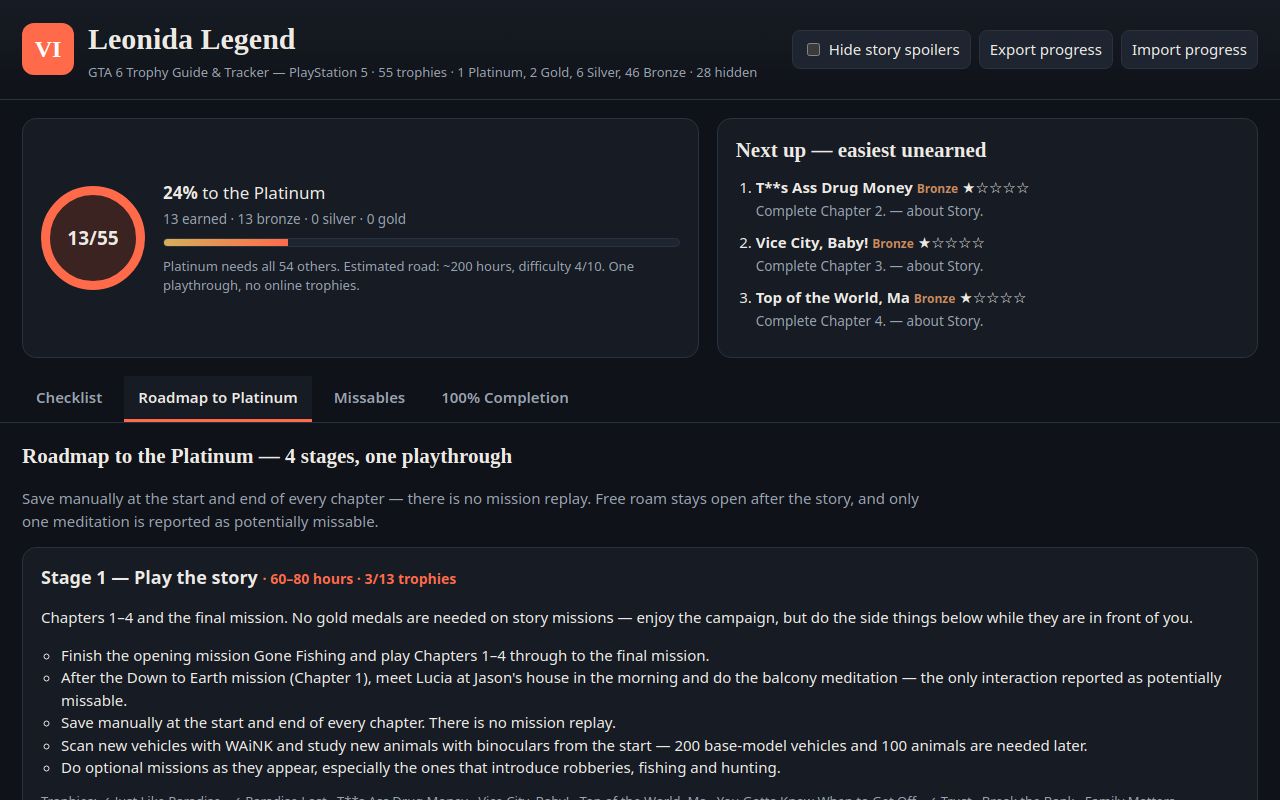 VI
Leonida Legend
GTA 6 Trophy Guide & Tracker — PlayStation 5 · 55 trophies · 1 Platinum, 2 Gold, 6 Silver, 46 Bronze · 28 hidden
Hide story spoilers
Export progress
Import progress
13/55
24% to the Platinum
13 earned · 13 bronze · 0 silver · 0 gold
Platinum needs all 54 others. Estimated road: ~200 hours, difficulty 4/10. One
playthrough, no online trophies.
Next up — easiest unearned
1. T**s Ass Drug Money Bronze ★☆☆☆☆
Complete Chapter 2. — about Story.
2. Vice City, Baby! Bronze ★☆☆☆☆
Complete Chapter 3. — about Story.
3. Top of the World, Ma Bronze ★☆☆☆☆
Complete Chapter 4. — about Story.
Checklist
Roadmap to Platinum
Missables
100% Completion
Roadmap to the Platinum — 4 stages, one playthrough
Save manually at the start and end of every chapter — there is no mission replay. Free roam stays open after the story, and only
one meditation is reported as potentially missable.
Stage 1 — Play the story · 60–80 hours · 3/13 trophies
Chapters 1–4 and the final mission. No gold medals are needed on story missions — enjoy the campaign, but do the side things below while they are in front of you.
Finish the opening mission Gone Fishing and play Chapters 1–4 through to the final mission.
After the Down to Earth mission (Chapter 1), meet Lucia at Jason's house in the morning and do the balcony meditation — the only interaction reported as potentially
missable.
Save manually at the start and end of every chapter. There is no mission replay.
Scan new vehicles with WAiNK and study new animals with binoculars from the start — 200 base-model vehicles and 100 animals are needed later.
Do optional missions as they appear, especially the ones that introduce robberies, fishing and hunting.